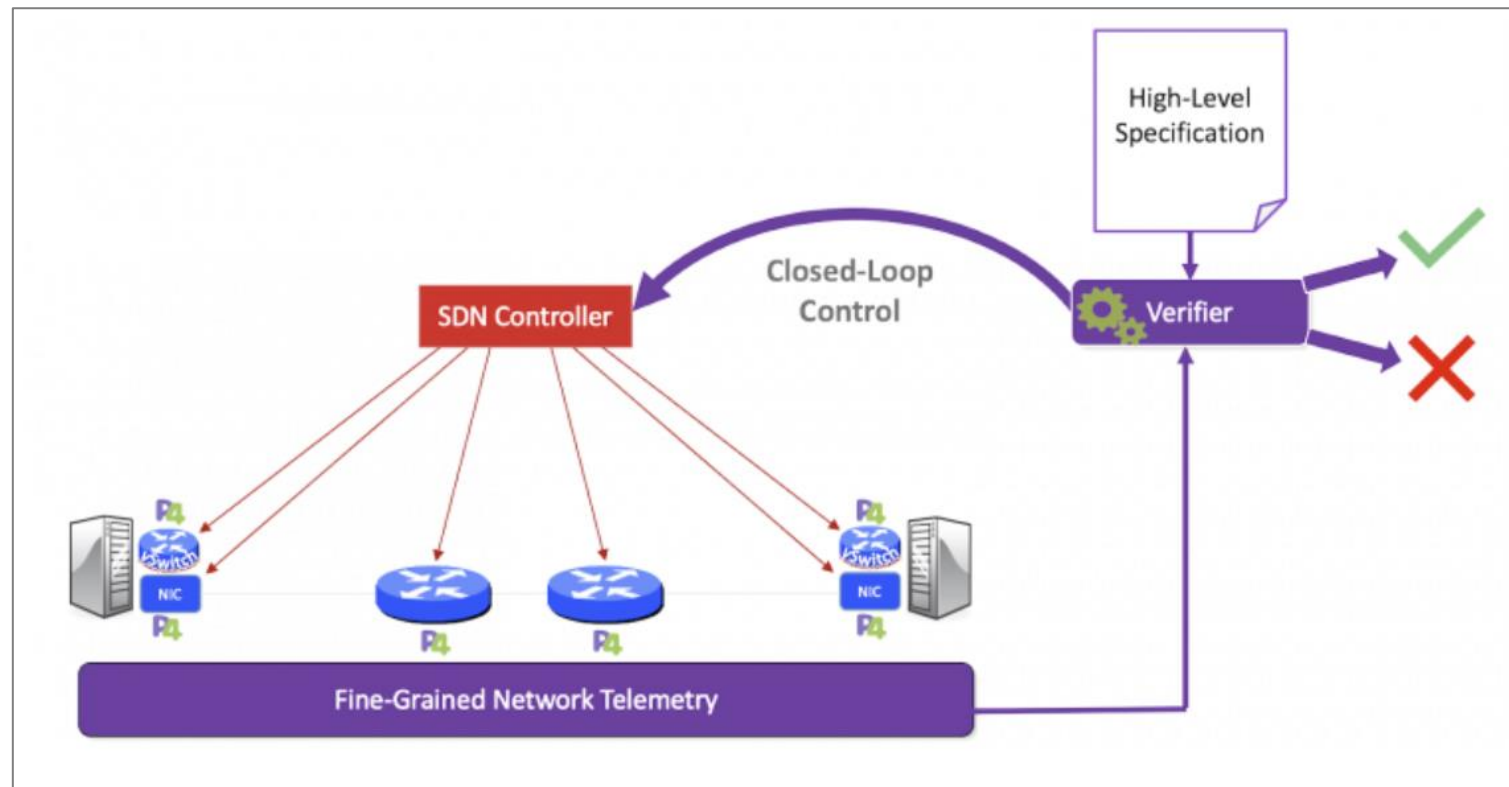 High-Level
Specification
Closed-Loop
Control
SDN Controller
Verifier
P4
P4
VSwitch
VSwitch
NIC
NIC
P4
P4
P4
P4
Fine-Grained Network Telemetry